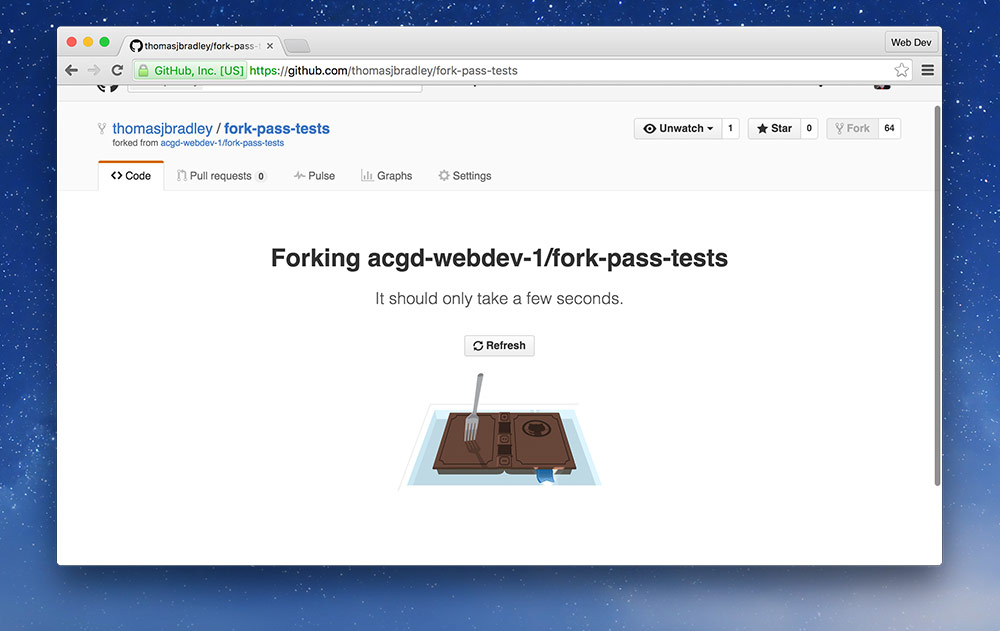 thomasjbradley/fork-pass-t
Web Dev
GitHub, Inc. [US] https://github.com/thomasjbradley/fork-pass-tests
thomasjbradley / fork-pass-tests
Unwatch 1 Star 0 Fork 64
forked from acgd-webdev-1/fork-pass-tests
Code Pull requests 0 Pulse Graphs Settings
Forking acgd-webdev-1/fork-pass-tests
It should only take a few seconds.
Refresh